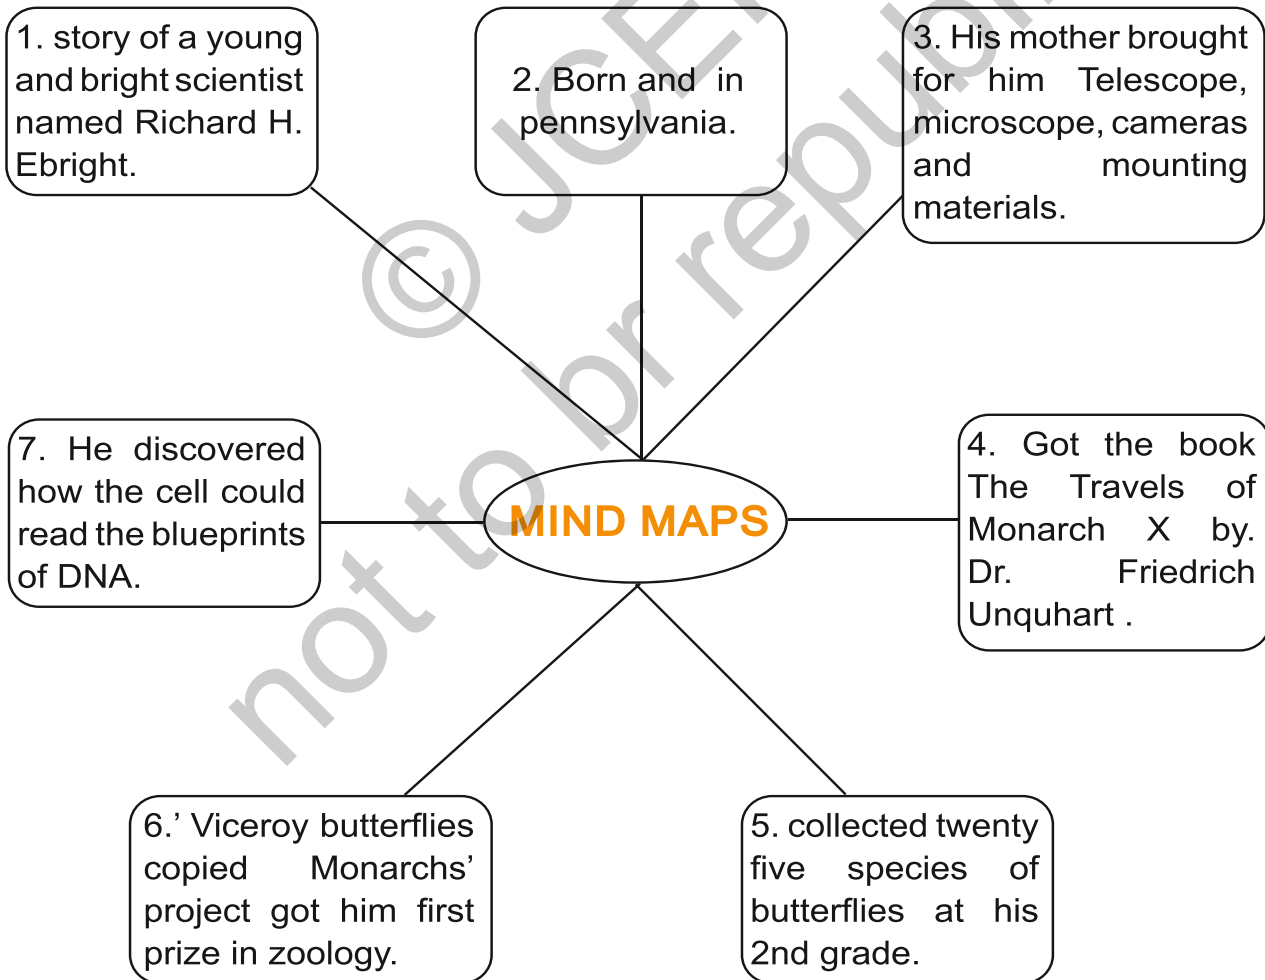 1. story of a young
and bright scientist
named Richard H.
Ebright.
2. Born and in
pennsylvania.
3. His mother brought
for him Telescope,
microscope, cameras
and mounting
materials.
7. He discovered
how the cell could
read the blueprints
of DNA.
MIND MAPS
4. Got the book
The Travels of
Monarch X by.
Dr. Friedrich
Unquhart .
6.' Viceroy butterflies
copied Monarchs'
project got him first
prize in zoology.
5. collected twenty
five species of
butterflies at his
2nd grade.
not to br